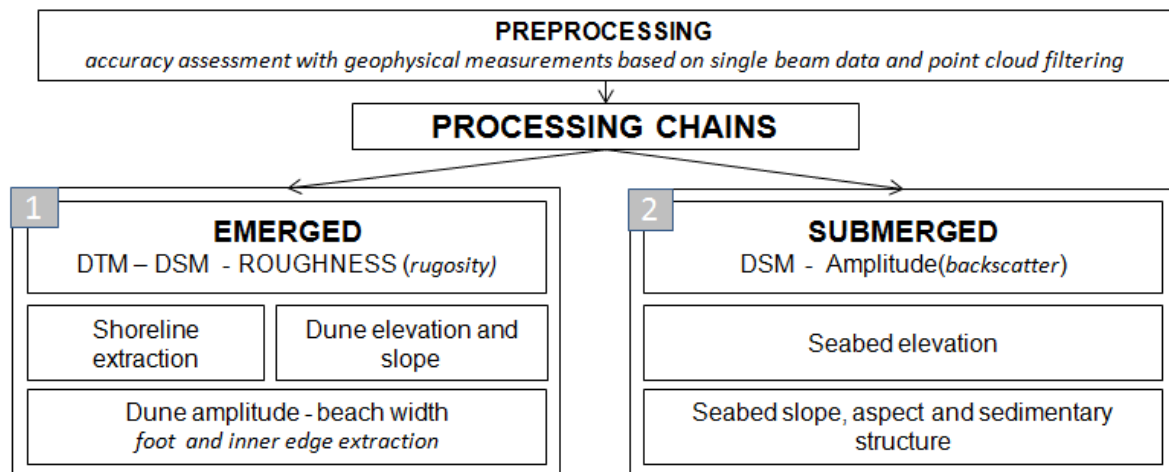 PREPROCESSING
accuracy assessment with geophysical measurements based on single beam data and point cloud filtering
PROCESSING CHAINS
1
EMERGED
DTM – DSM - ROUGHNESS (rugosity)
Shoreline
extraction
Dune elevation and
slope
Dune amplitude - beach width
foot and inner edge extraction
2
SUBMERGED
DSM - Amplitude(backscatter)
Seabed elevation
Seabed slope, aspect and sedimentary
structure